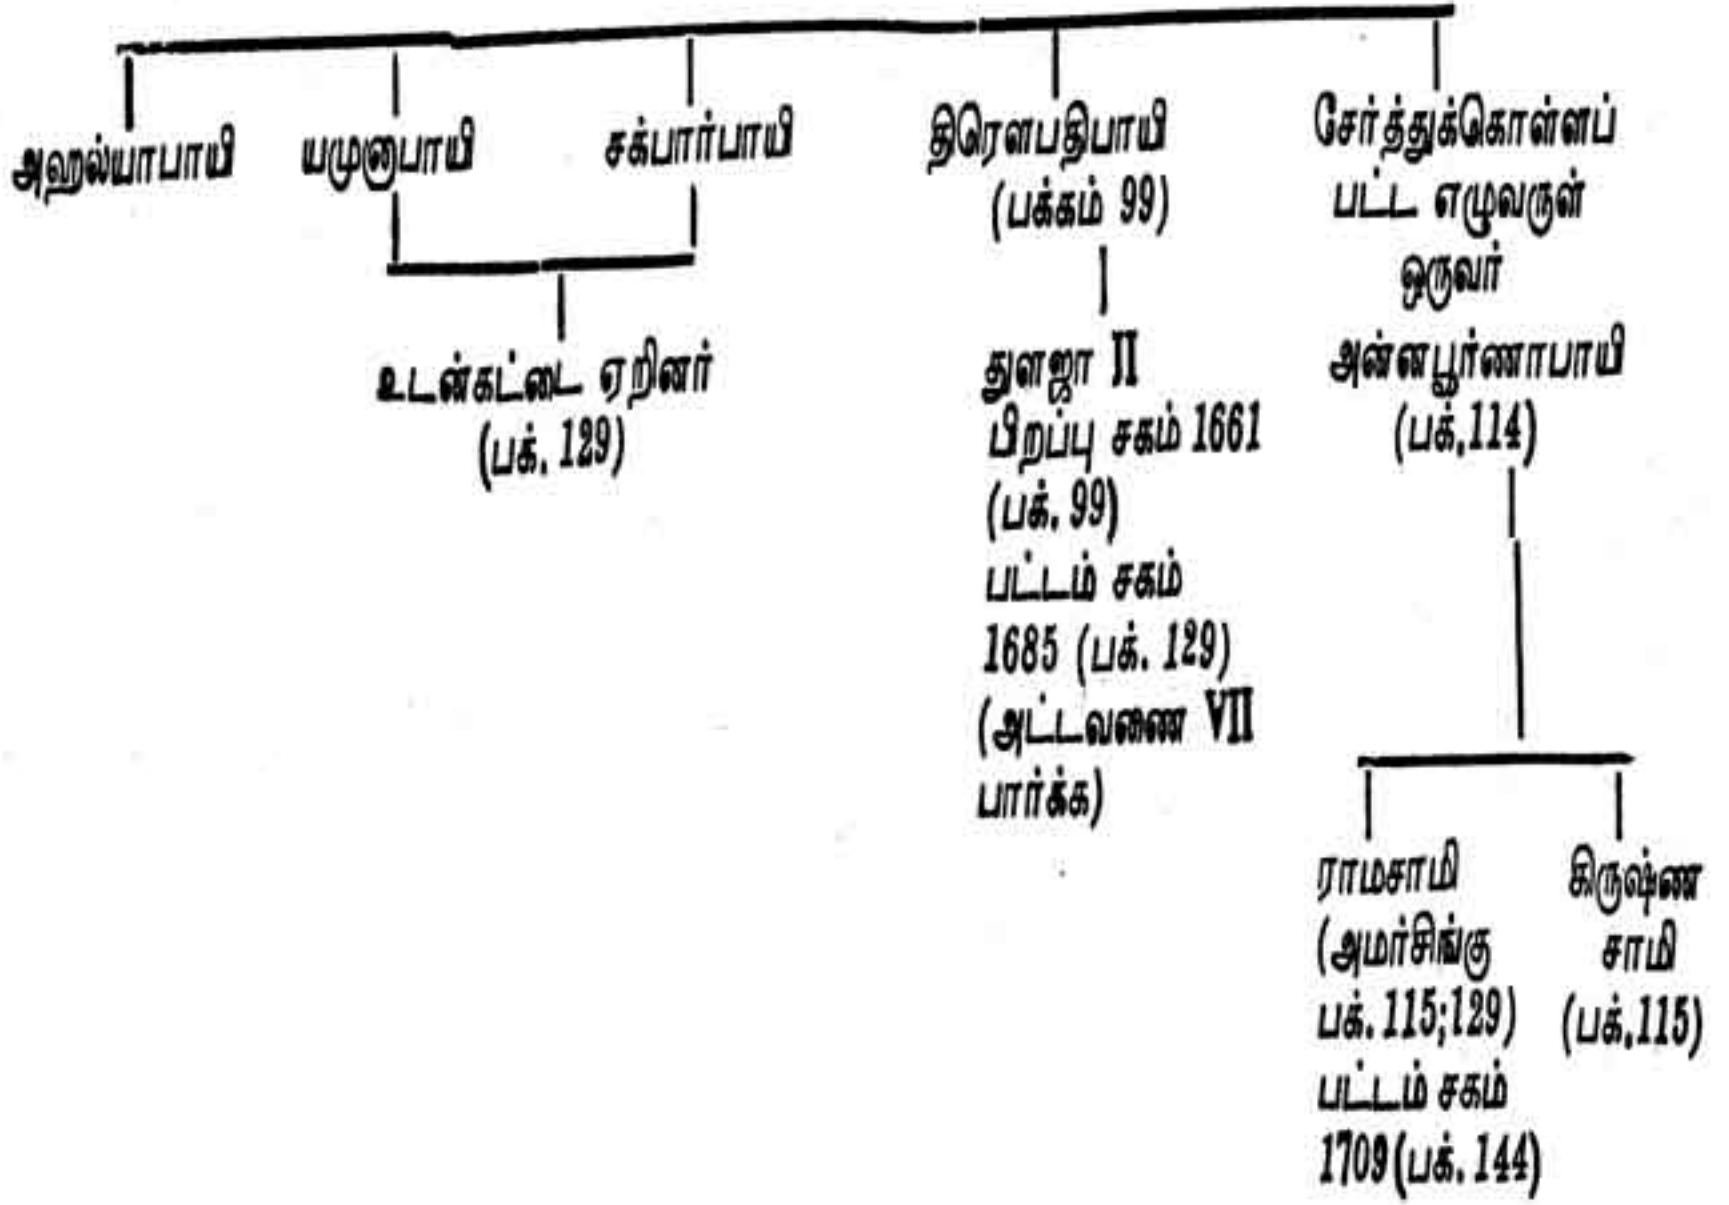 அஹல்யாபாயி
யமுனாபாயி
சக்பார்பாயி
உடன்கட்டை ஏறினர்
(பக். 129)
திரௌபதிபாயி
(பக்கம் 99)
துளஜா II
பிறப்பு சகம் 1661
(பக். 99)
பட்டம் சகம்
1685 (பக். 129)
(அட்டவணை VII
பார்க்க)
சேர்த்துக்கொள்ளப்
பட்ட எழுவருள்
ஒருவர்
அன்னபூர்ணாபாயி
(பக்.114)
ராமசாமி
(அமர்சிங்கு
பக். 115;129)
பட்டம் சகம்
1709(பக். 144)
கிருஷ்ண
சாமி
(பக்.115)